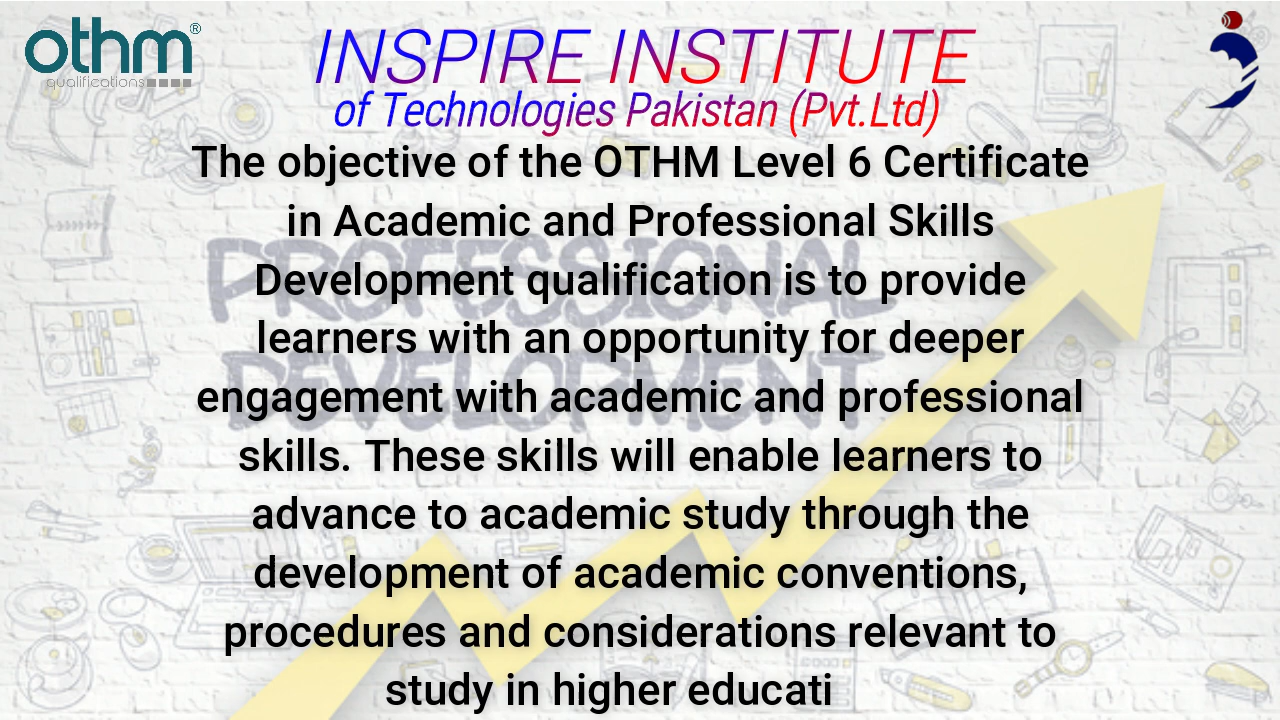 othm®
qualifications
INSPIRE INSTITUTE
of Technologies Pakistan (Pvt.Ltd)
The objective of the OTHM Level 6 Certificate
in Academic and Professional Skills
Development qualification is to provide
learners with an opportunity for deeper
engagement with academic and professional
skills. These skills will enable learners to
advance to academic study through the
development of academic conventions,
procedures and considerations relevant to
study in higher educati
PROFESSIONAL
DEVELOPMENT